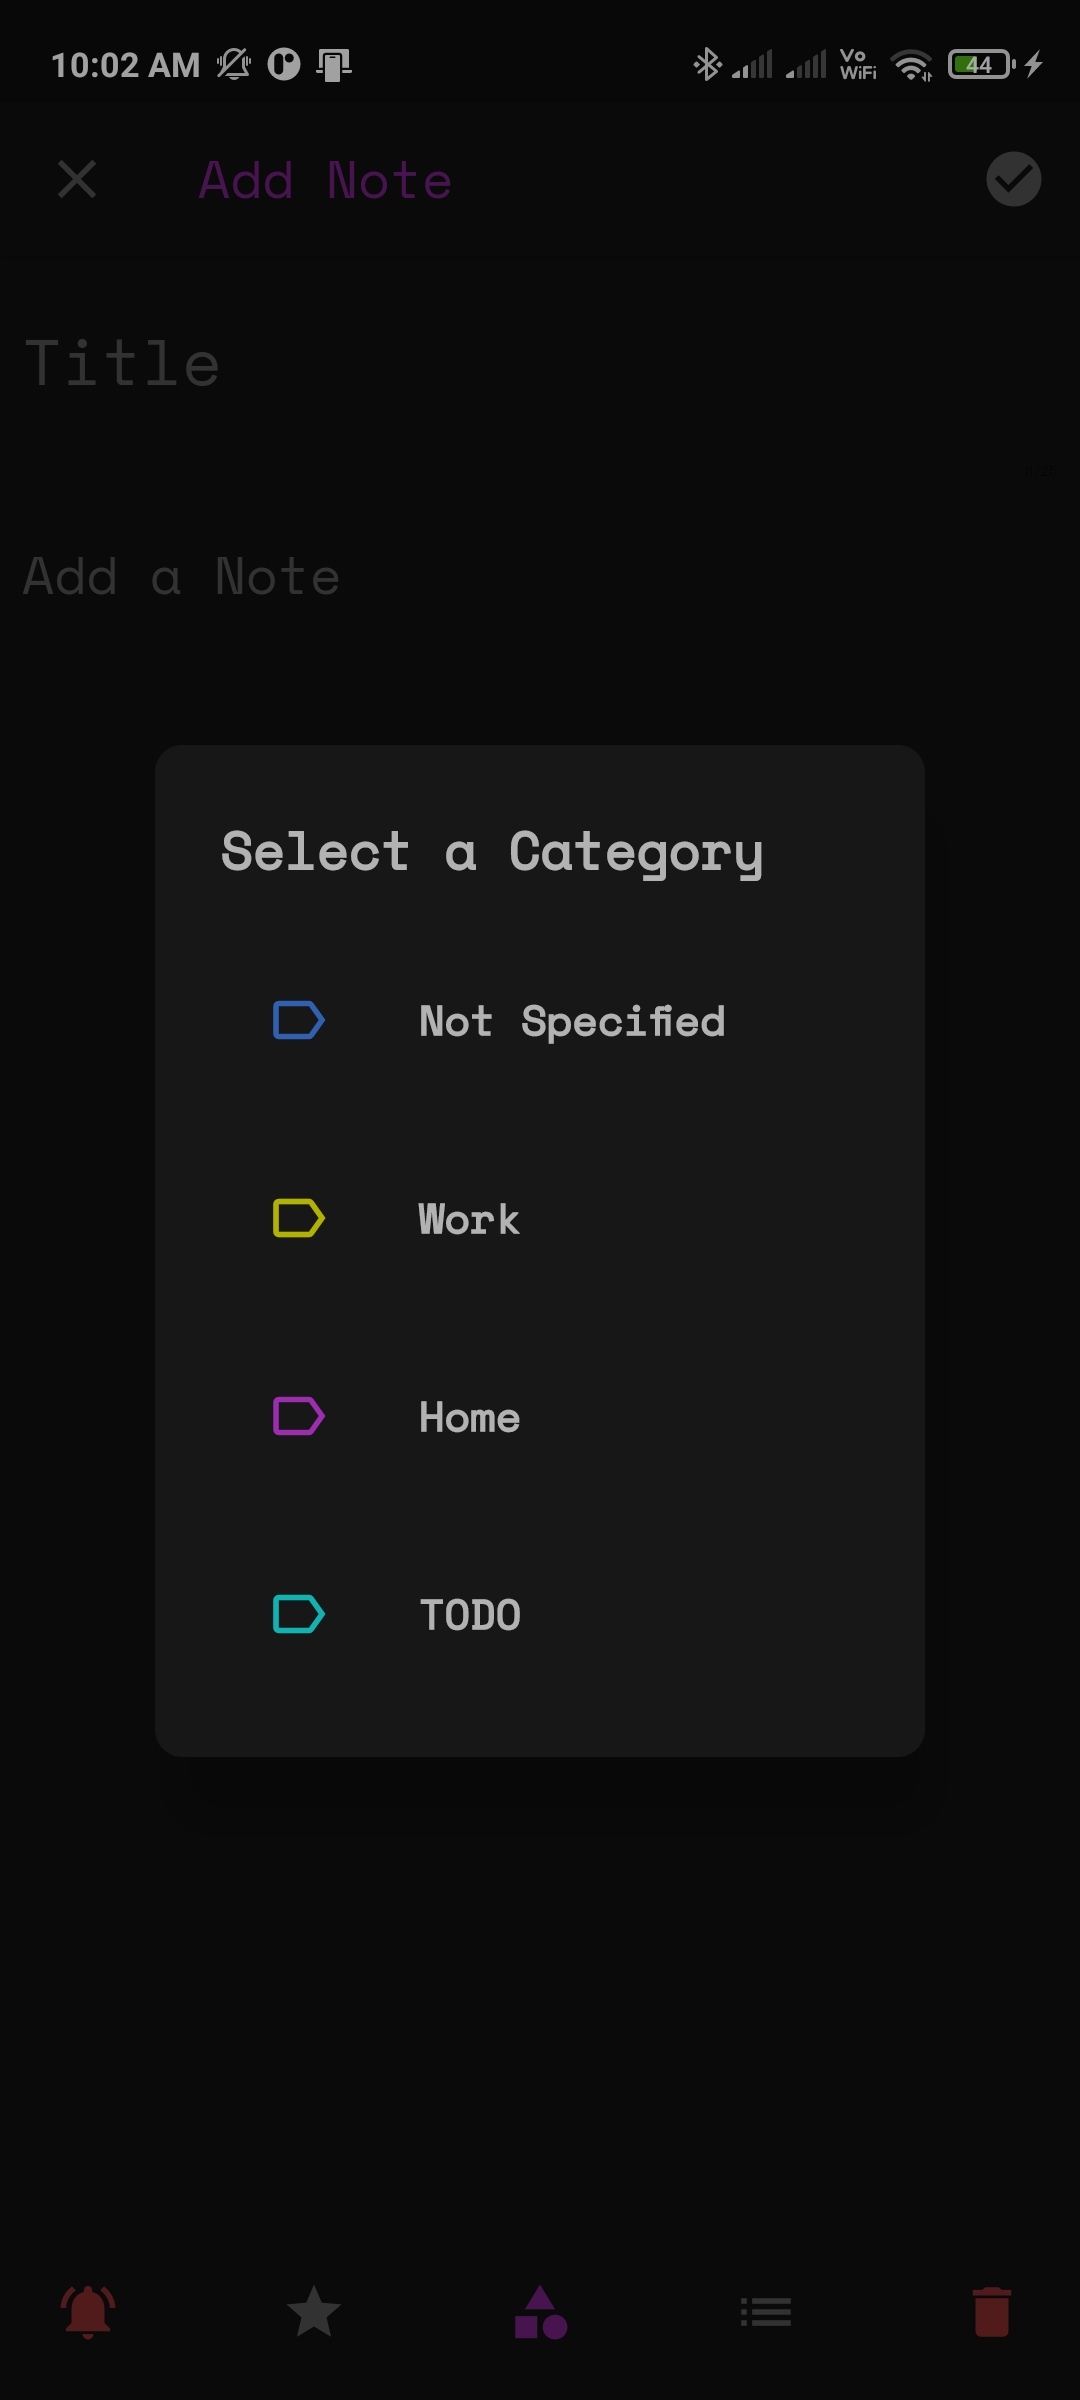 10:02 AM
Vo
WiFi
44
Add Note
Title
Add a Note
Select a Category
Not Specified
Work
Home
TODO